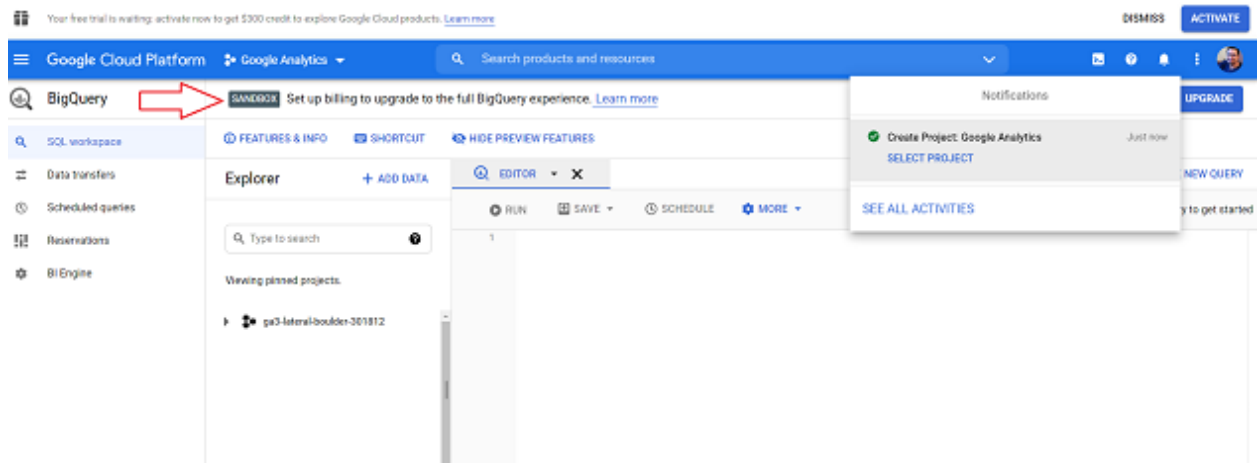 Your free trial is waiting: activate now to get $300 credit to explore Google Cloud products. Learn more
DISMISS
ACTIVATE
Google Cloud Platform
Google Analytics
Search products and resources
BigQuery
SANDBOX Set up billing to upgrade to the full BigQuery experience. Learn more
Notifications
UPGRADE
SQL workspace
FEATURES & INFO
SHORTCUT
HIDE PREVIEW FEATURES
Create Project: Google Analytics
Just now
SELECT PROJECT
Data transfers
Explorer
+ ADD DATA
EDITOR
NEW QUERY
Scheduled queries
RUN
SAVE
SCHEDULE
MORE
SEE ALL ACTIVITIES
y to get started
Reservations
Type to search
1
BI Engine
Viewing pinned projects.
ga3-lateral-boulder-301812